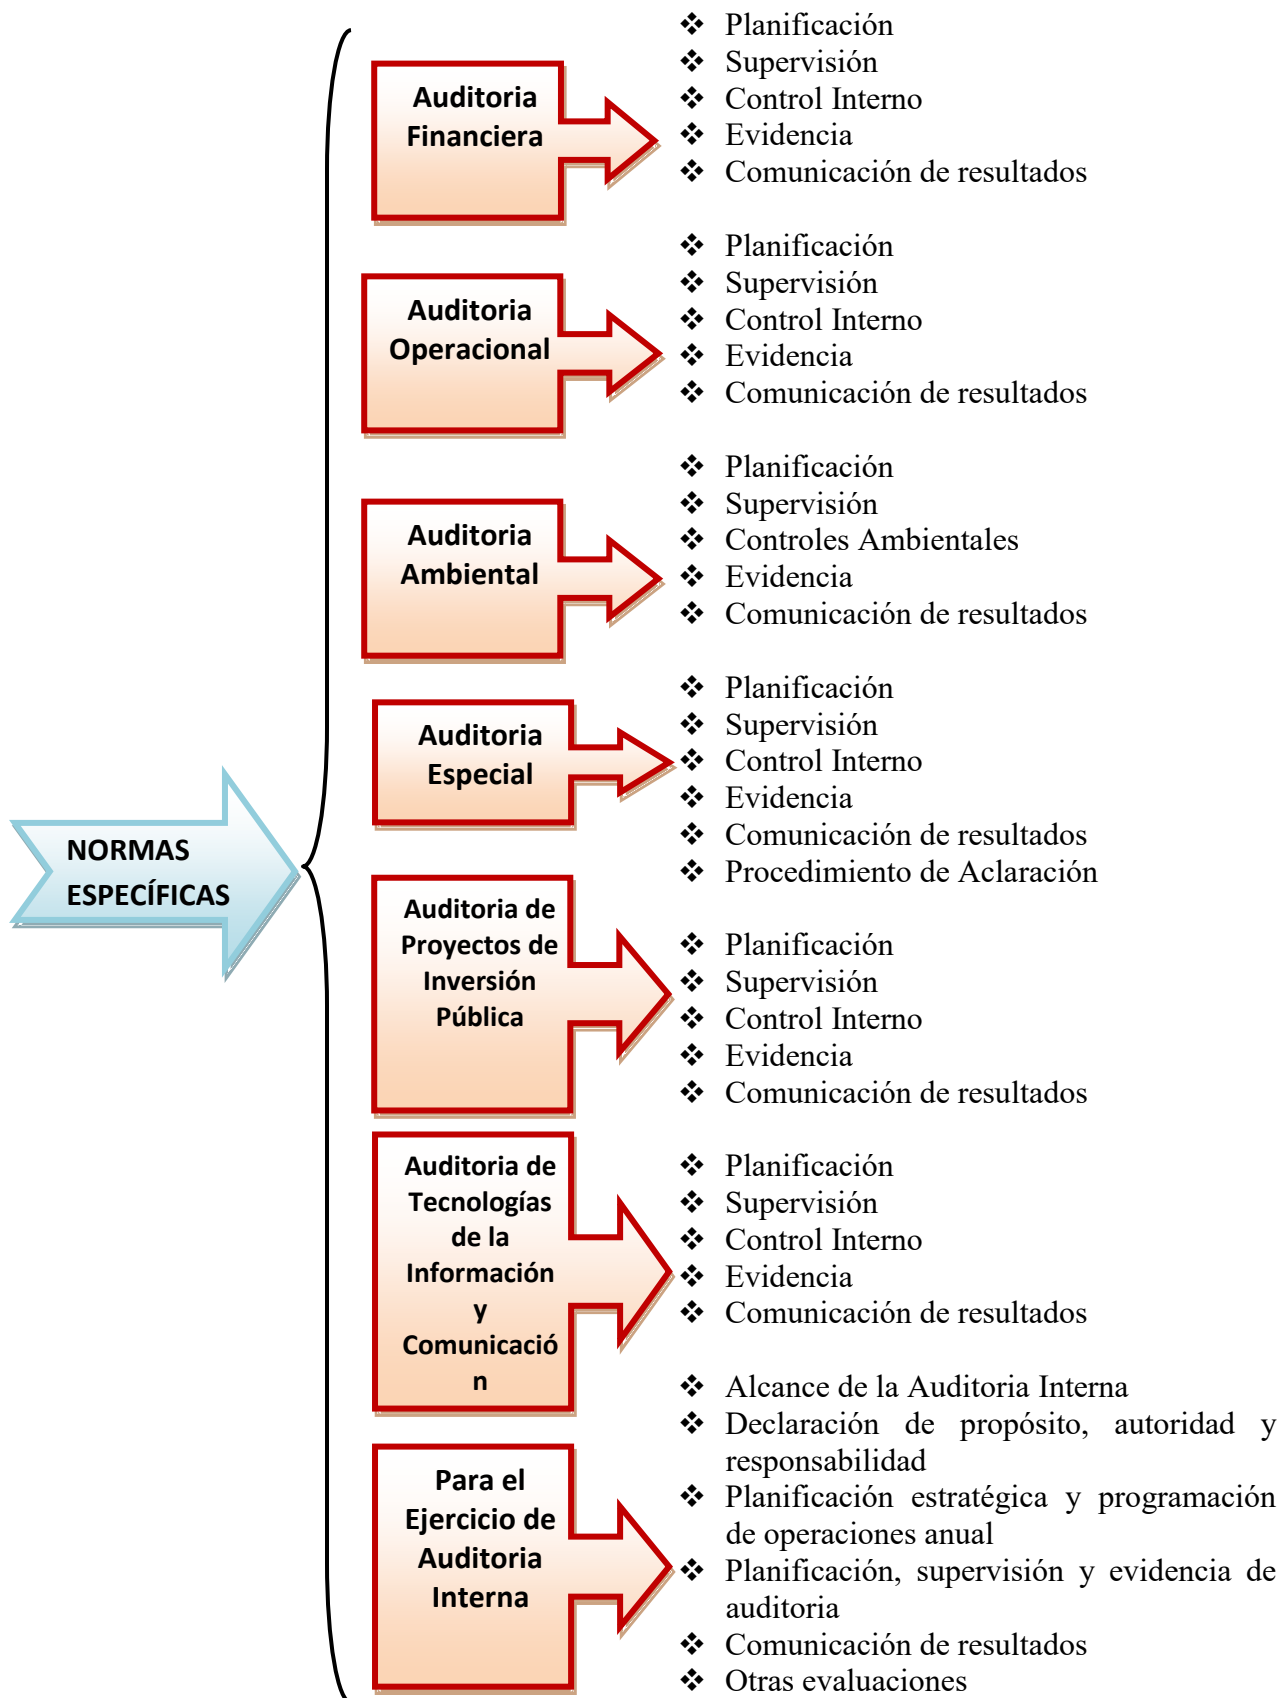 NORMAS
ESPECÍFICAS
Auditoria
Financiera
❖ Planificación
❖ Supervisión
❖ Control Interno
❖ Evidencia
❖ Comunicación de resultados
Auditoria
Operacional
❖ Planificación
❖ Supervisión
❖ Control Interno
❖ Evidencia
❖ Comunicación de resultados
Auditoria
Ambiental
❖ Planificación
❖ Supervisión
❖ Controles Ambientales
❖ Evidencia
❖ Comunicación de resultados
Auditoria
Especial
❖ Planificación
❖ Supervisión
❖ Control Interno
❖ Evidencia
❖ Comunicación de resultados
❖ Procedimiento de Aclaración
Auditoria de
Proyectos de
Inversión
Pública
❖ Planificación
❖ Supervisión
❖ Control Interno
❖ Evidencia
❖ Comunicación de resultados
Auditoria de
Tecnologías
de la
Información
y
Comunicació
n
❖ Planificación
❖ Supervisión
❖ Control Interno
❖ Evidencia
❖ Comunicación de resultados
Para el
Ejercicio de
Auditoria
Interna
❖ Alcance de la Auditoria Interna
❖ Declaración de propósito, autoridad y
responsabilidad
❖ Planificación estratégica y programación
de operaciones anual
❖ Planificación, supervisión y evidencia de
auditoria
❖ Comunicación de resultados
❖ Otras evaluaciones